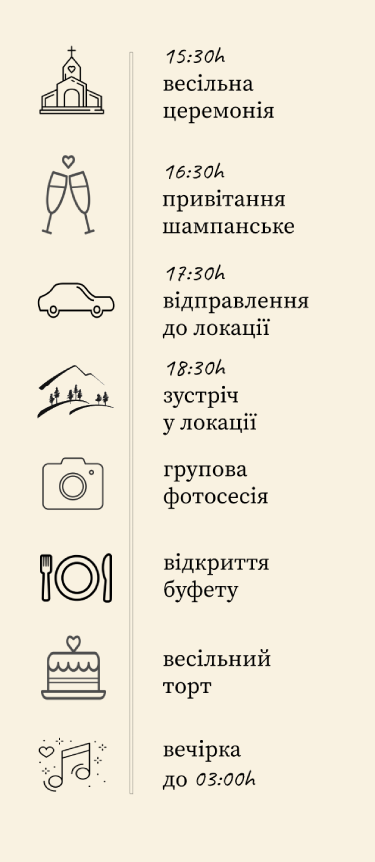 15:30h
весільна
церемонія
16:30h
привітання
шампанське
17:30h
відправлення
до локації
18:30h
зустріч
у локації
групова
фотосесія
відкриття
буфету
весільний
торт
вечірка
до 03:00h